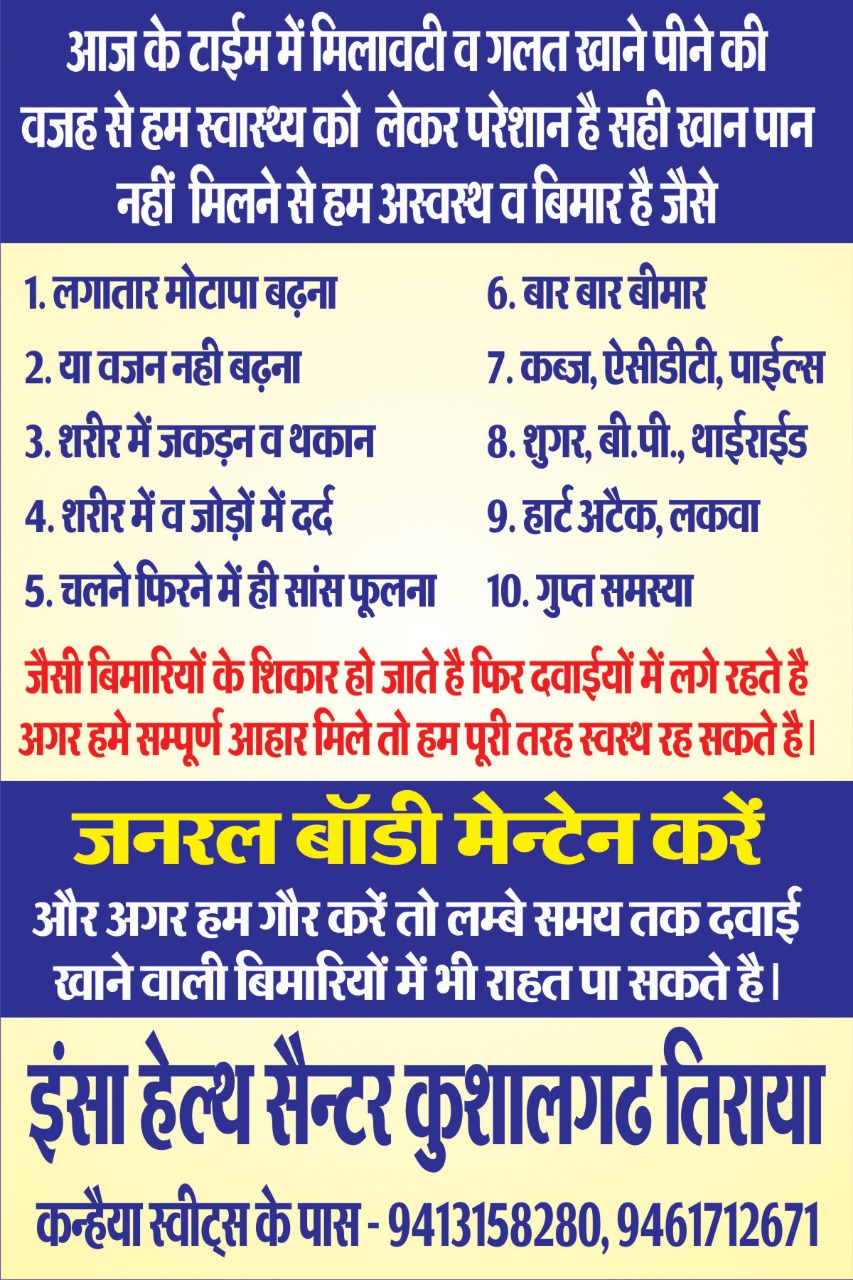 आज के टाईम में मिलावटी व गलत खाने पीने की
वजह से हम स्वास्थ्य को लेकर परेशान है सही खान पान
नहीं मिलने से हम अस्वस्थ व बिमार है जैसे
1. लगातार मोटापा बढ़ना
2. या वजन नही बढ़ना
3. शरीर में जकड़न व थकान
4. शरीर में व जोड़ों में दर्द
5. चलने फिरने में ही सांस फूलना
6. बार बार बीमार
7. कब्ज, ऐसीडीटी, पाईल्स
8. शुगर, बी.पी., थाईराईड
9. हार्ट अटैक, लकवा
10. गुप्त समस्या
जैसी बिमारियों के शिकार हो जाते है फिर दवाईयों में लगे रहते है
अगर हमे सम्पूर्ण आहार मिले तो हम पूरी तरह स्वस्थ रह सकते है।
जनरल बॉडी मेन्टेन करें
और अगर हम गौर करें तो लम्बे समय तक दवाई
खाने वाली बिमारियों में भी राहत पा सकते है।
इंसा हेल्थ सैन्टर कुशालगढ तिराया
कन्हैया स्वीट्स के पास - 9413158280, 9461712671